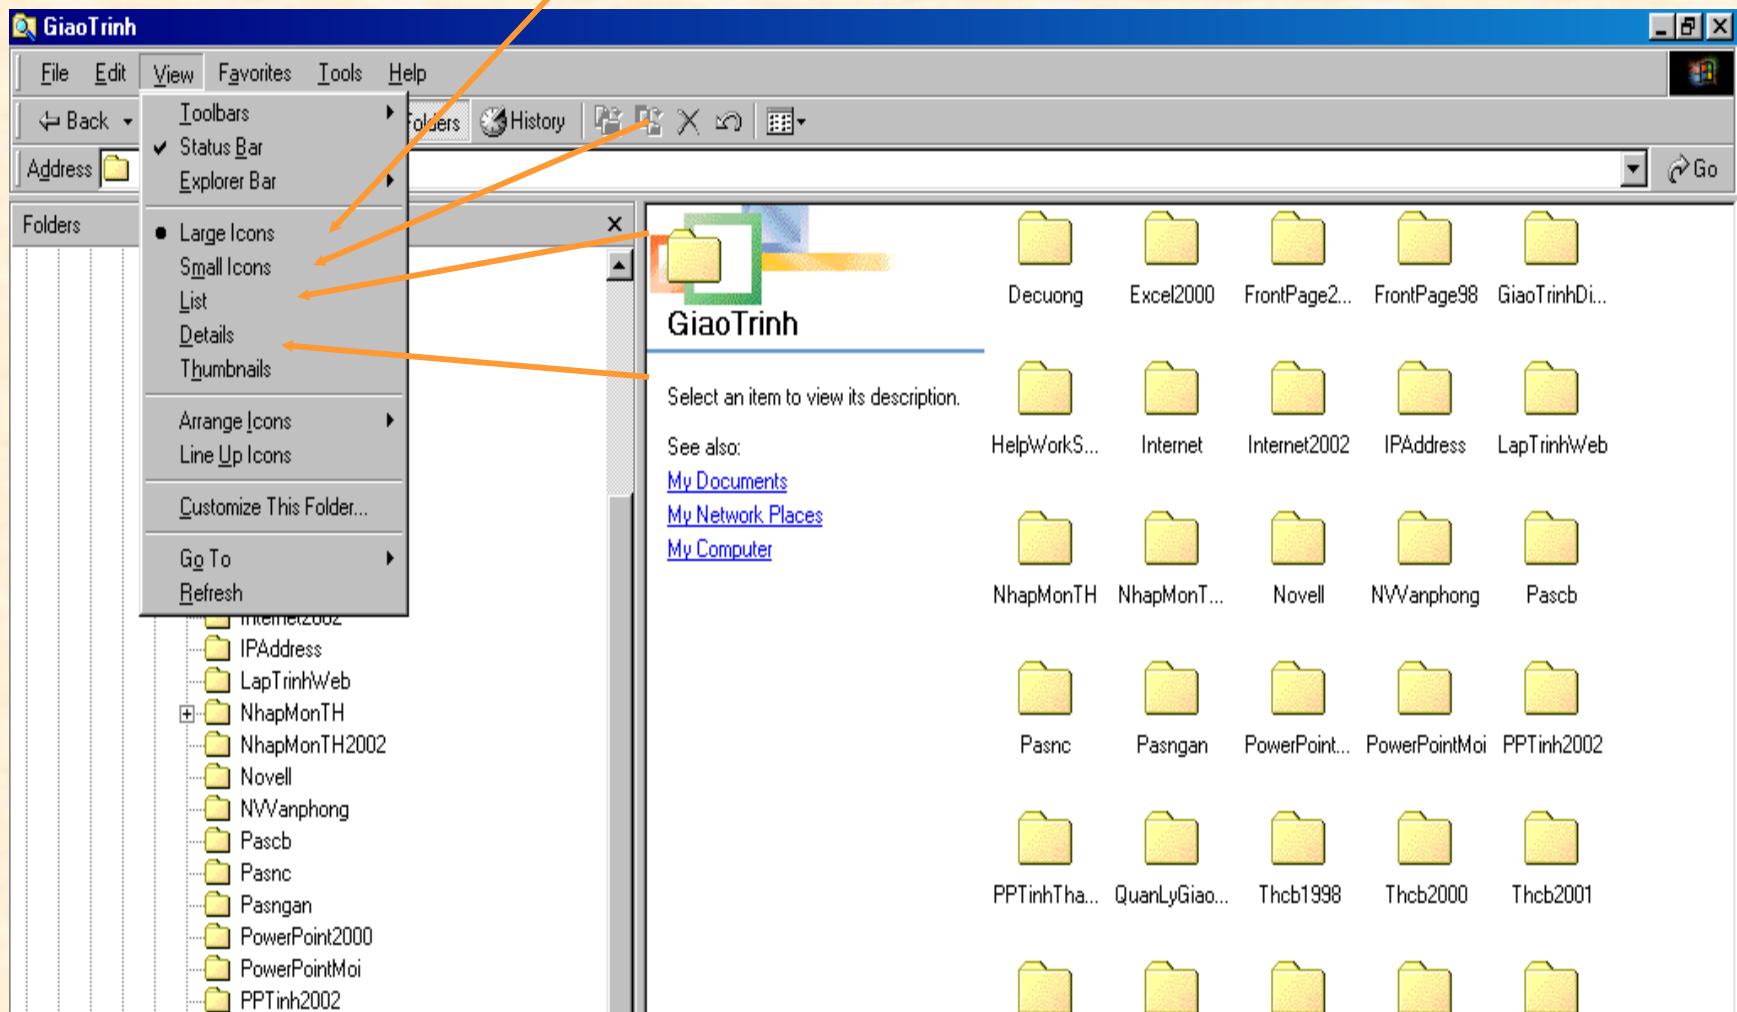 GiaoTrinh
File Edit View Favorites Tools Help
Back Folders History
Address Go
Toolbars
Status Bar
Explorer Bar
Large Icons
Small Icons
List
Details
Thumbnails
Arrange Icons
Line Up Icons
Customize This Folder...
Go To
Refresh
Folders
Internet2002
IPAddress
LapTrinhWeb
NhapMonTH
NhapMonTH2002
Novell
NVVanphong
Pascb
Pasnc
Pasngan
PowerPoint2000
PowerPointMoi
PPTinh2002
GiaoTrinh
Select an item to view its description.
See also:
My Documents
My Network Places
My Computer
Decuong Excel2000 FrontPage2... FrontPage98 GiaoTrinhDi...
HelpWorkS... Internet Internet2002 IPAddress LapTrinhWeb
NhapMonTH NhapMonT... Novell NVVanphong Pascb
Pasnc Pasngan PowerPoint... PowerPointMoi PPTinh2002
PPTinhTha... QuanLyGiao... Thcb1998 Thcb2000 Thcb2001